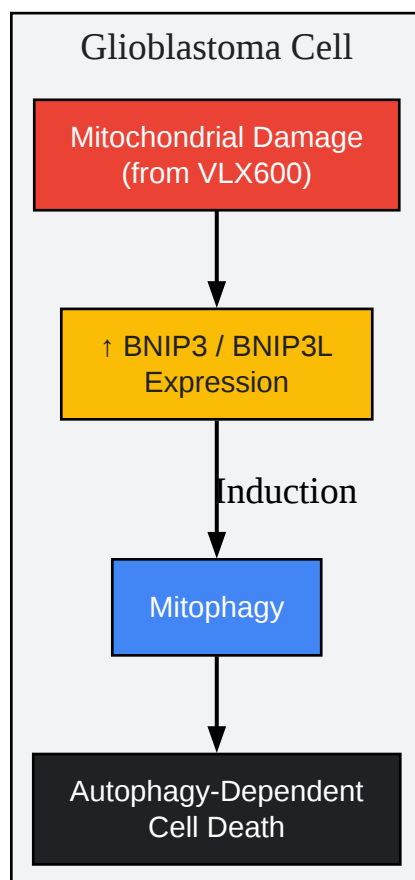 Glioblastoma Cell
Mitochondrial Damage
(from VLX600)
↑ BNIP3 / BNIP3L
Expression
Induction
Mitophagy
Autophagy-Dependent
Cell Death